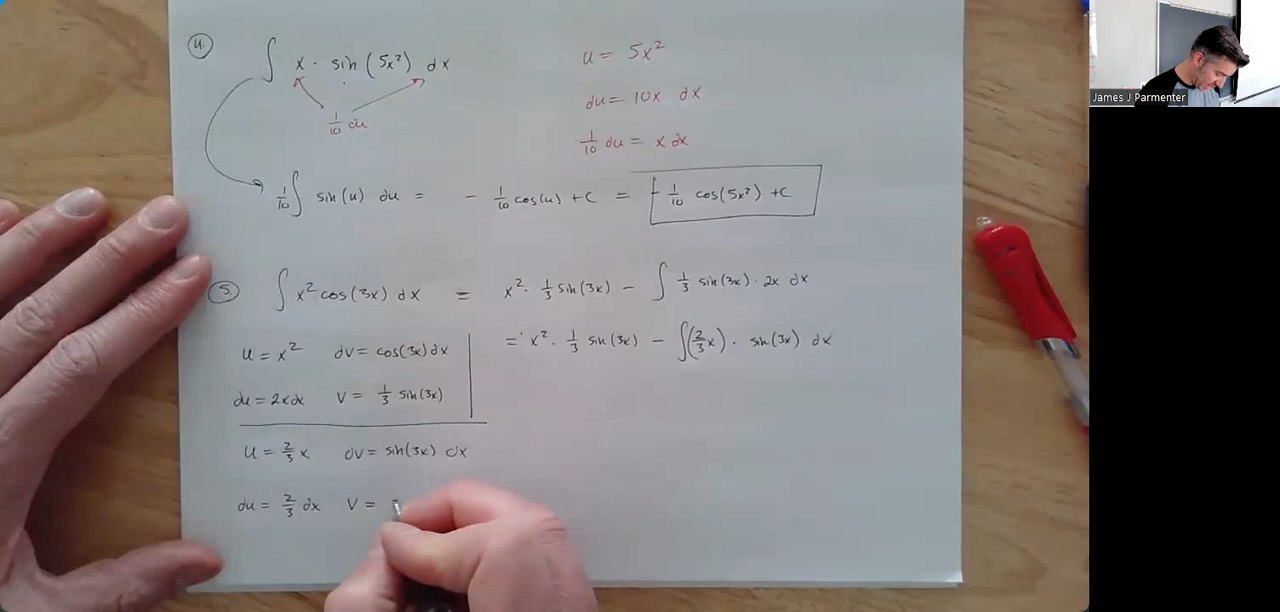 4.
∫ x · sin(5x²) dx
1/10 du
u = 5x²
du = 10x dx
1/10 du = x dx
1/10 ∫ sin(u) du = - 1/10 cos(u) + C = - 1/10 cos(5x²) + C
5.
∫ x² · cos(3x) dx = x² · 1/3 sin(3x) - ∫ 1/3 sin(3x) · 2x dx
= x² · 1/3 sin(3x) - ∫ (2/3 x) · sin(3x) dx
u = x² dv = cos(3x) dx
du = 2x dx v = 1/3 sin(3x)
u = 2/3 x dv = sin(3x) dx
du = 2/3 dx v =
James J Parmenter